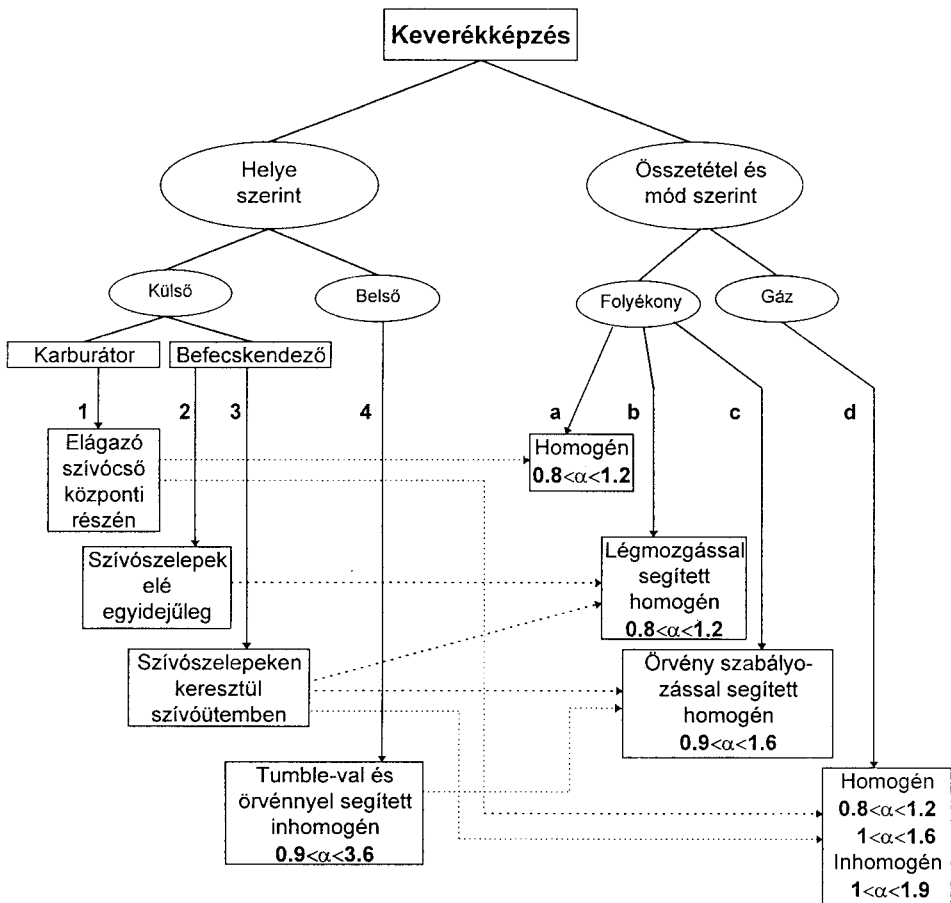 Keverékképzés
Helye
szerint
Összetétel és
mód szerint
Külső
Belső
Folyékony
Gáz
Karburátor
Befecskendező
1
2
3
4
a
b
c
d
Elágazó
szívócső
központi
részén
Homogén
0.8<α<1.2
Szívószelepek
elé
egyidejűleg
Légmozgással
segített
homogén
0.8<α<1.2
Szívószelepeken
keresztül
szívóütemben
Örvény szabályo-
zással segített
homogén
0.9<α<1.6
Tumble-val és
örvénnyel segített
inhomogén
0.9<α<3.6
Homogén
0.8<α<1.2
1<α<1.6
Inhomogén
1<α<1.9